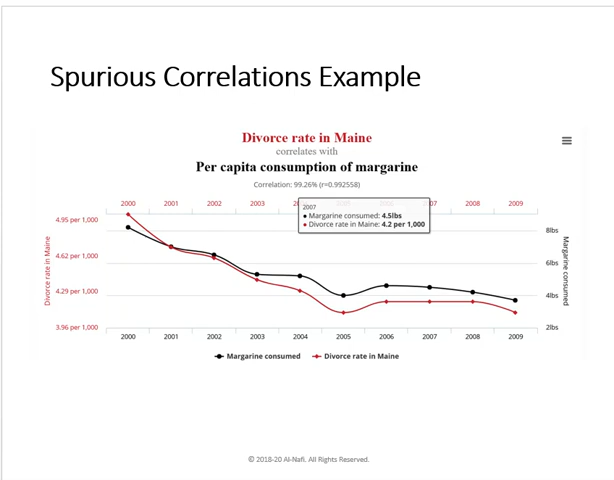 Spurious Correlations Example
Divorce rate in Maine
correlates with
Per capita consumption of margarine
Correlation: 99.26% (r=0.992558)
2000 2001 2002 2003 2008 2009
2007
● Margarine consumed: 4.5lbs
● Divorce rate in Maine: 4.2 per 1,000
4.95 per 1,000
4.62 per 1,000
4.29 per 1,000
3.96 per 1,000
Divorce rate in Maine
8lbs
6lbs
4lbs
2lbs
Margarine consumed
2000 2001 2002 2003 2004 2005 2006 2007 2008 2009
Margarine consumed Divorce rate in Maine
© 2018-20 Al-Nafi. All Rights Reserved.